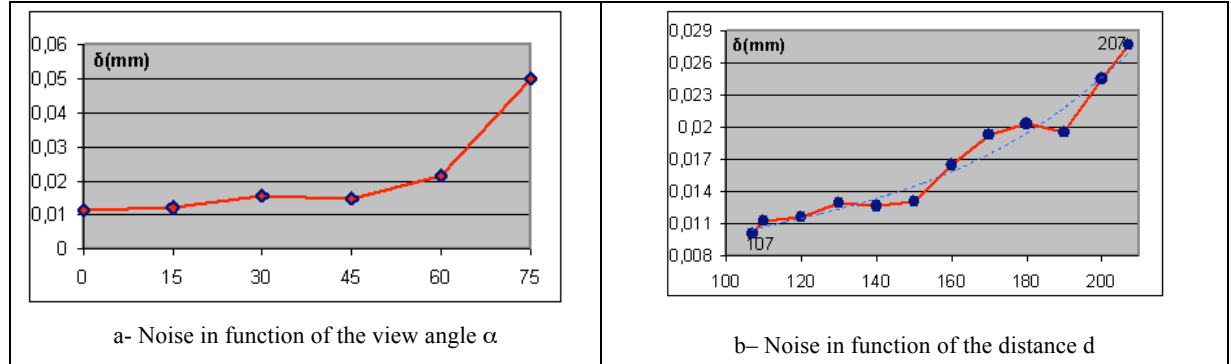 0,06
δ(mm)
0,05
0,04
0,03
0,02
0,01
0
0 15 30 45 60 75
a- Noise in function of the view angle α
0,029
δ(mm)
207
0,026
0,023
0,02
0,017
0,014
0,011
107
0,008
100 120 140 160 180 200
b– Noise in function of the distance d